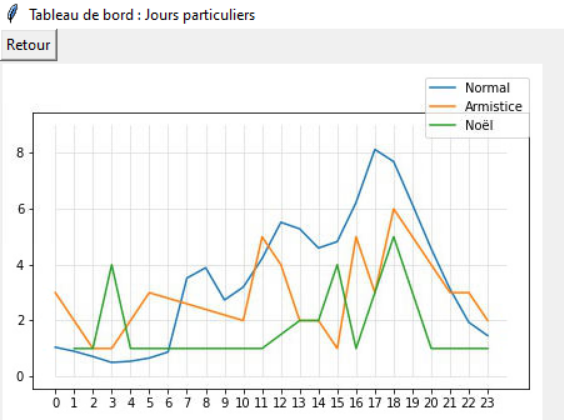 Tableau de bord : Jours particuliers
Retour
Normal
Armistice
Noël
8
6
4
2
0
0 1 2 3 4 5 6 7 8 9 10 11 12 13 14 15 16 17 18 19 20 21 22 23